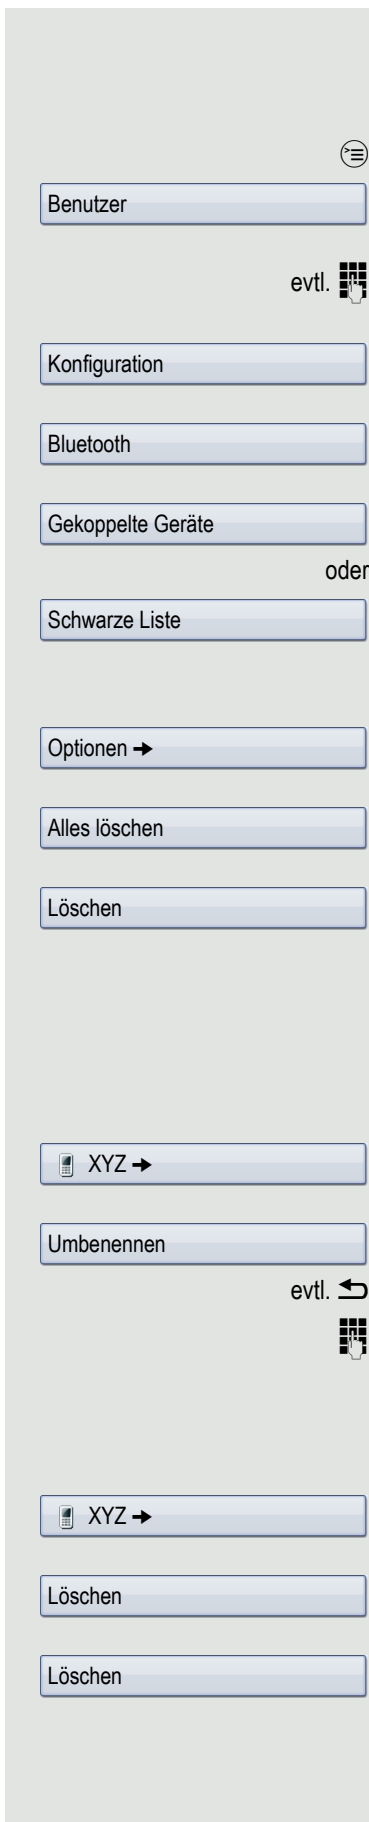 Benutzer
evtl.
Konfiguration
Bluetooth
Gekoppelte Geräte
oder
Schwarze Liste
Optionen →
Alles löschen
Löschen
XYZ →
Umbenennen
evtl.
XYZ →
Löschen
Löschen